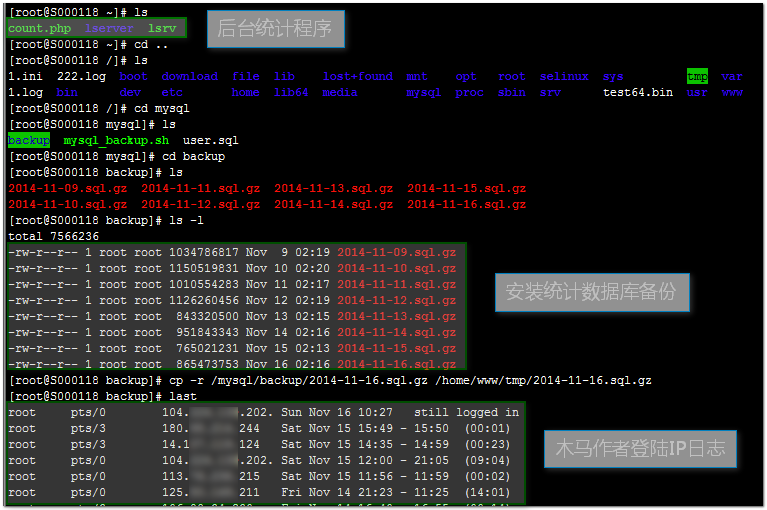 [root@S000118 ~]# ls
count.php  lserver  lsrv
后台统计程序
[root@S000118 ~]# cd ..
[root@S000118 /]# ls
1.ini  222.log  boot  download  file  lib  lost+found  mnt  opt  root  selinux  sys  tmp  var
1.log  bin  dev  etc  home  lib64  media  mysql  proc  sbin  srv  test64.bin  usr  www
[root@S000118 /]# cd mysql
[root@S000118 mysql]# ls
backup  mysql_backup.sh  user.sql
[root@S000118 mysql]# cd backup
[root@S000118 backup]# ls
2014-11-09.sql.gz  2014-11-11.sql.gz  2014-11-13.sql.gz  2014-11-15.sql.gz
2014-11-10.sql.gz  2014-11-12.sql.gz  2014-11-14.sql.gz  2014-11-16.sql.gz
[root@S000118 backup]# ls -l
total 7566236
-rw-r--r-- 1 root root 1034786817 Nov  9 02:19 2014-11-09.sql.gz
-rw-r--r-- 1 root root 1150519831 Nov 10 02:20 2014-11-10.sql.gz
-rw-r--r-- 1 root root 1010554283 Nov 11 02:17 2014-11-11.sql.gz
-rw-r--r-- 1 root root 1126260456 Nov 12 02:19 2014-11-12.sql.gz
-rw-r--r-- 1 root root  843320500 Nov 13 02:15 2014-11-13.sql.gz
-rw-r--r-- 1 root root  951843343 Nov 14 02:16 2014-11-14.sql.gz
-rw-r--r-- 1 root root  765021231 Nov 15 02:13 2014-11-15.sql.gz
-rw-r--r-- 1 root root  865473753 Nov 16 02:16 2014-11-16.sql.gz
安装统计数据库备份
[root@S000118 backup]# cp -r /mysql/backup/2014-11-16.sql.gz /home/www/tmp/2014-11-16.sql.gz
[root@S000118 backup]# last
root  pts/0  104. .202. Sun Nov 16 10:27  still logged in
root  pts/3  180. 244  Sat Nov 15 15:49 - 15:50  (00:01)
root  pts/3  14.1 124  Sat Nov 15 14:35 - 14:59  (00:23)
root  pts/0  104. .202. Sat Nov 15 12:00 - 21:05  (09:04)
root  pts/0  113. 215  Sat Nov 15 11:56 - 11:59  (00:02)
root  pts/0  125. .211  Fri Nov 14 21:23 - 11:25  (14:01)
木马作者登陆IP日志